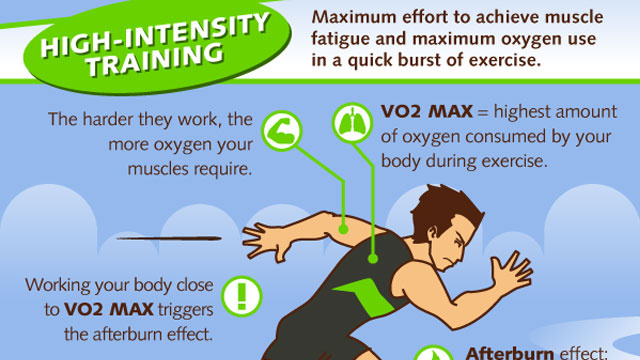 HIGH-INTENSITY
TRAINING
Maximum effort to achieve muscle
fatigue and maximum oxygen use
in a quick burst of exercise.
The harder they work, the
more oxygen your
muscles require.
VO2 MAX = highest amount
of oxygen consumed by your
body during exercise.
Working your body close
to VO2 MAX triggers
the afterburn effect.
!
Afterburn effect: